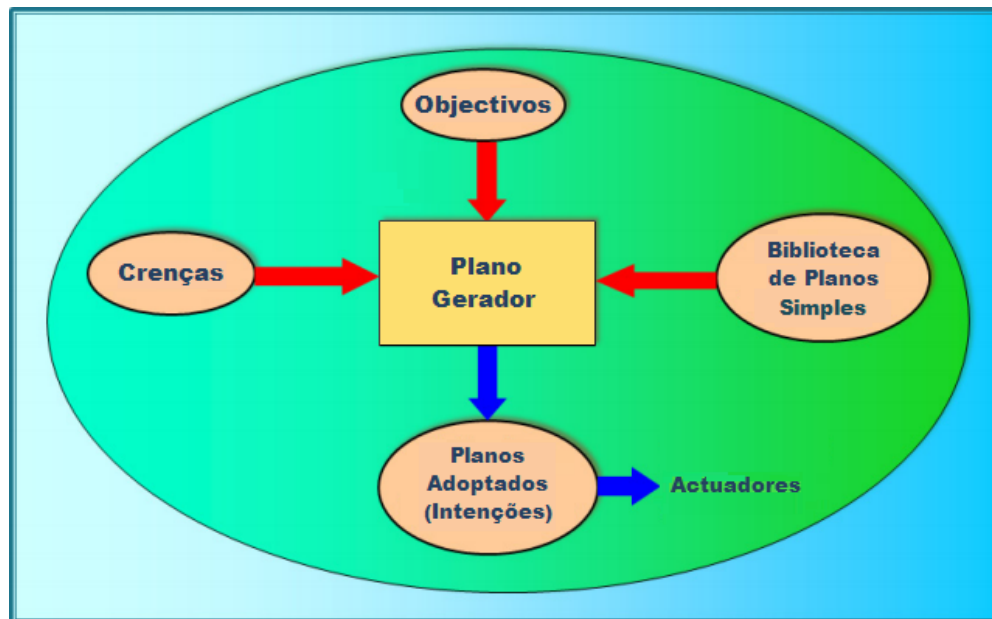 Objectivos
Crenças
Plano
Gerador
Biblioteca
de Planos
Simples
Planos
Adoptados
(Intenções)
Actuadores